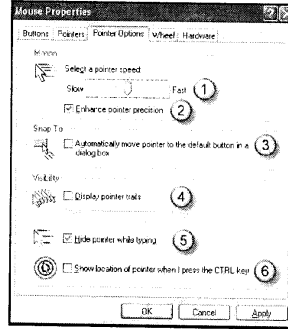 Mouse Properties
Buttons Pointers Pointer Options Wheel Hardware
Motion
Select a pointer speed:
Slow Fast 1
Enhance pointer precision 2
Snap To
Automatically move pointer to the default button in a 3
dialog box
Visibility
Display pointer trails 4
Hide pointer while typing 5
Show location of pointer when I press the CTRL key 6
OK Cancel Apply